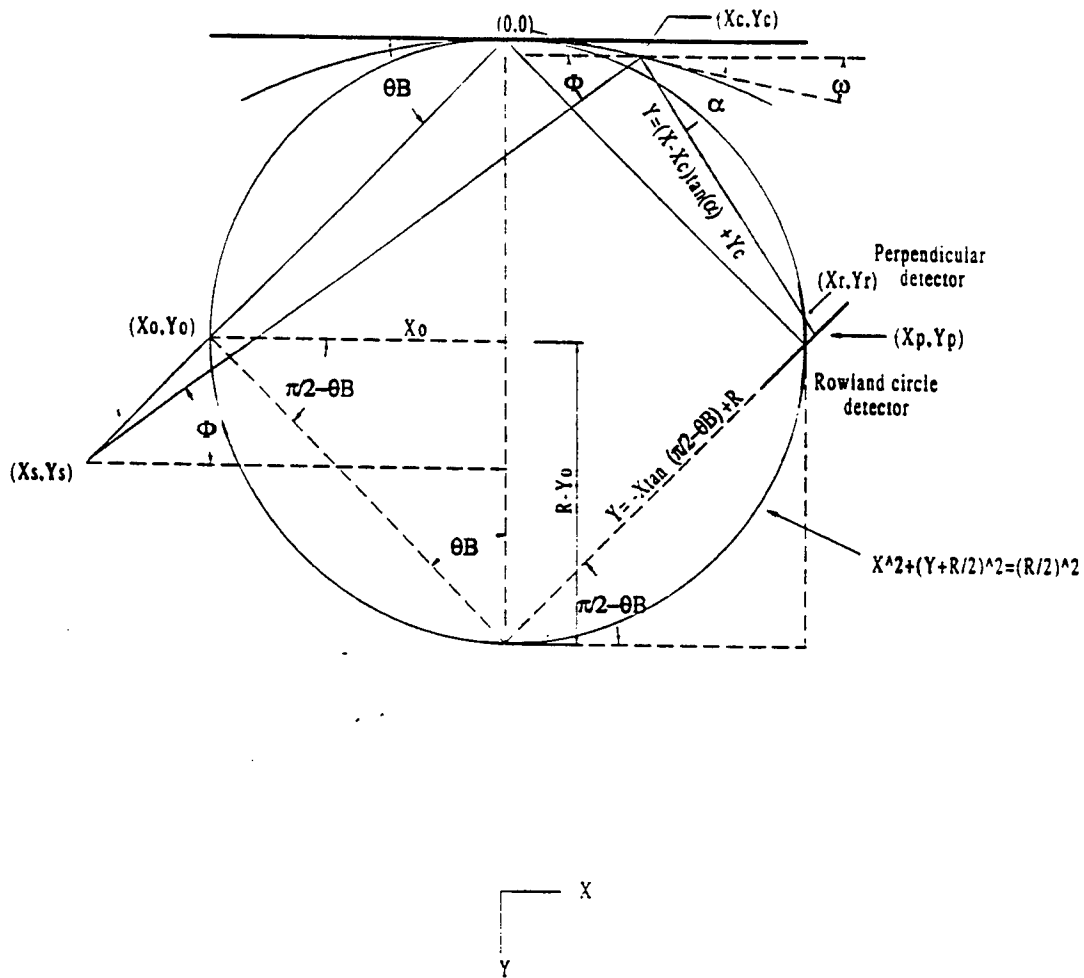 (0.0)
(Xc.Yc)
θB
Φ
ω
α
Y=(X-Xc)tan(α) +Yc
Perpendicular
detector
(Xr.Yr)
(Xo.Yo)
Xo
(Xp.Yp)
π/2-θB
Rowland circle
detector
Φ
(Xs.Ys)
R-Yo
Y= -Xtan (π/2-θB) +R
θB
X^2+(Y+R/2)^2=(R/2)^2
π/2-θB
X
Y